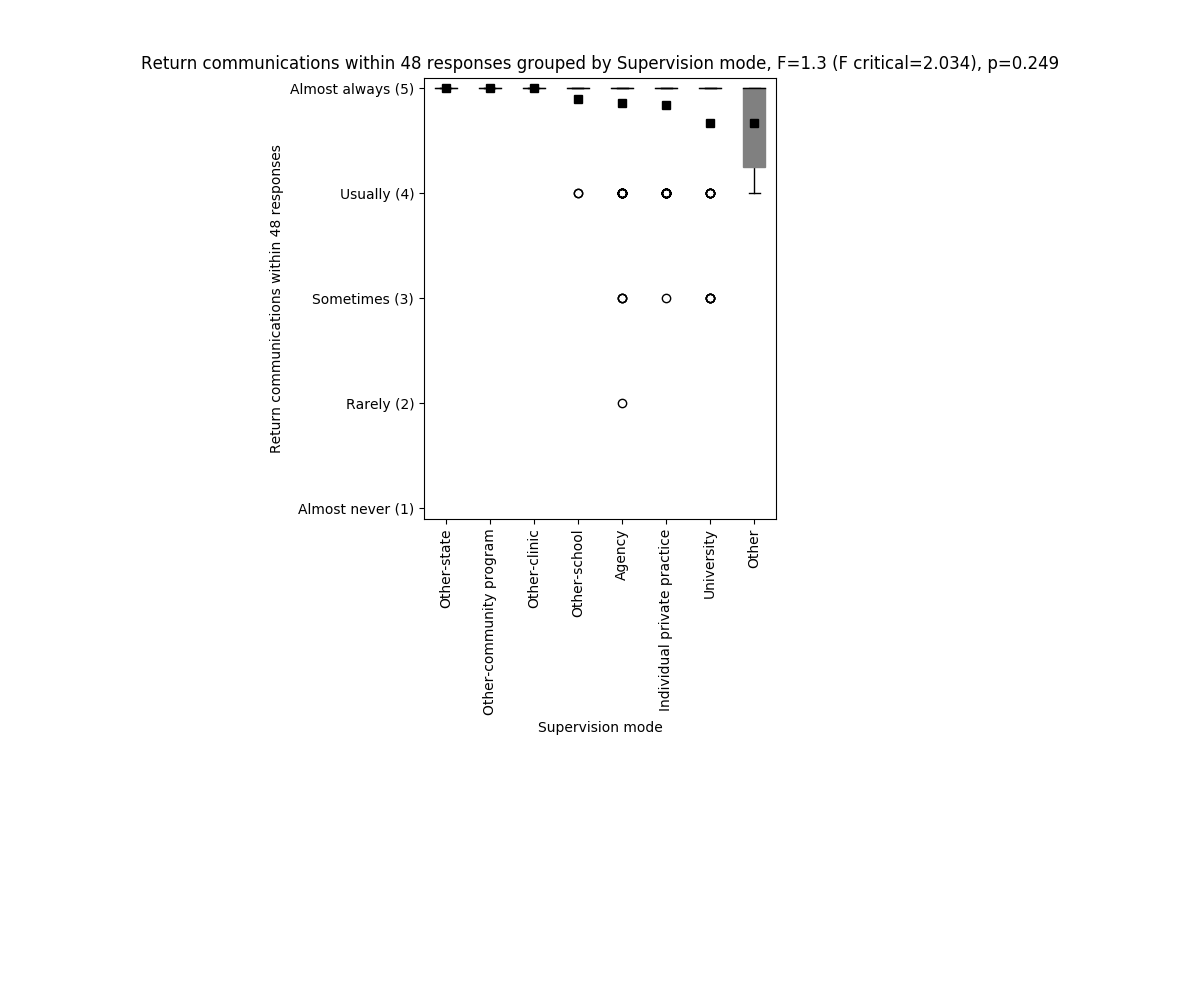 Return communications within 48 responses grouped by Supervision mode, F=1.3 (F critical=2.034), p=0.249
Return communications within 48 responses
Almost always (5)
Usually (4)
Sometimes (3)
Rarely (2)
Almost never (1)
Other-state
Other-community program
Other-clinic
Other-school
Agency
Individual private practice
University
Other
Supervision mode